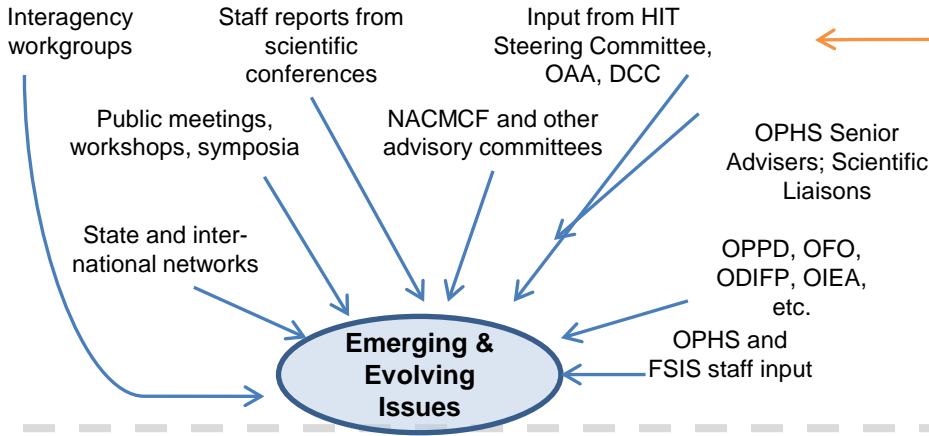 Interagency
workgroups
Staff reports from
scientific
conferences
Input from HIT
Steering Committee,
OAA, DCC
Public meetings,
workshops, symposia
NACMCF and other
advisory committees
OPHS Senior
Advisers; Scientific
Liaisons
State and inter-
national networks
OPPD, OFO,
ODIFP, OIEA,
etc.
OPHS and
FSIS staff input
Emerging &
Evolving
Issues